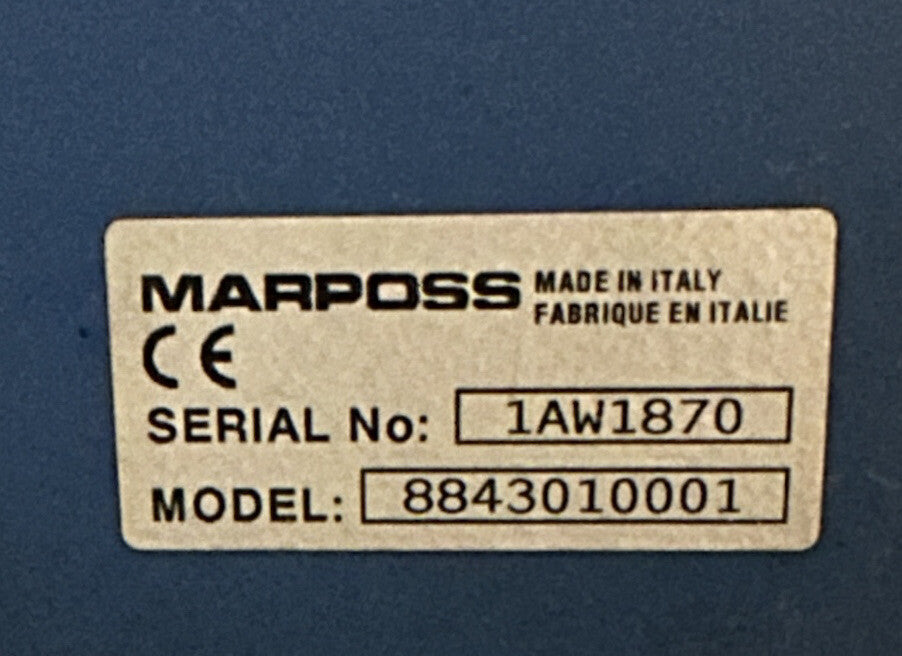 MARPOSS MADE IN ITALY
FABRIQUE EN ITALIE
CE
SERIAL No: 1AW1870
MODEL: 8843010001